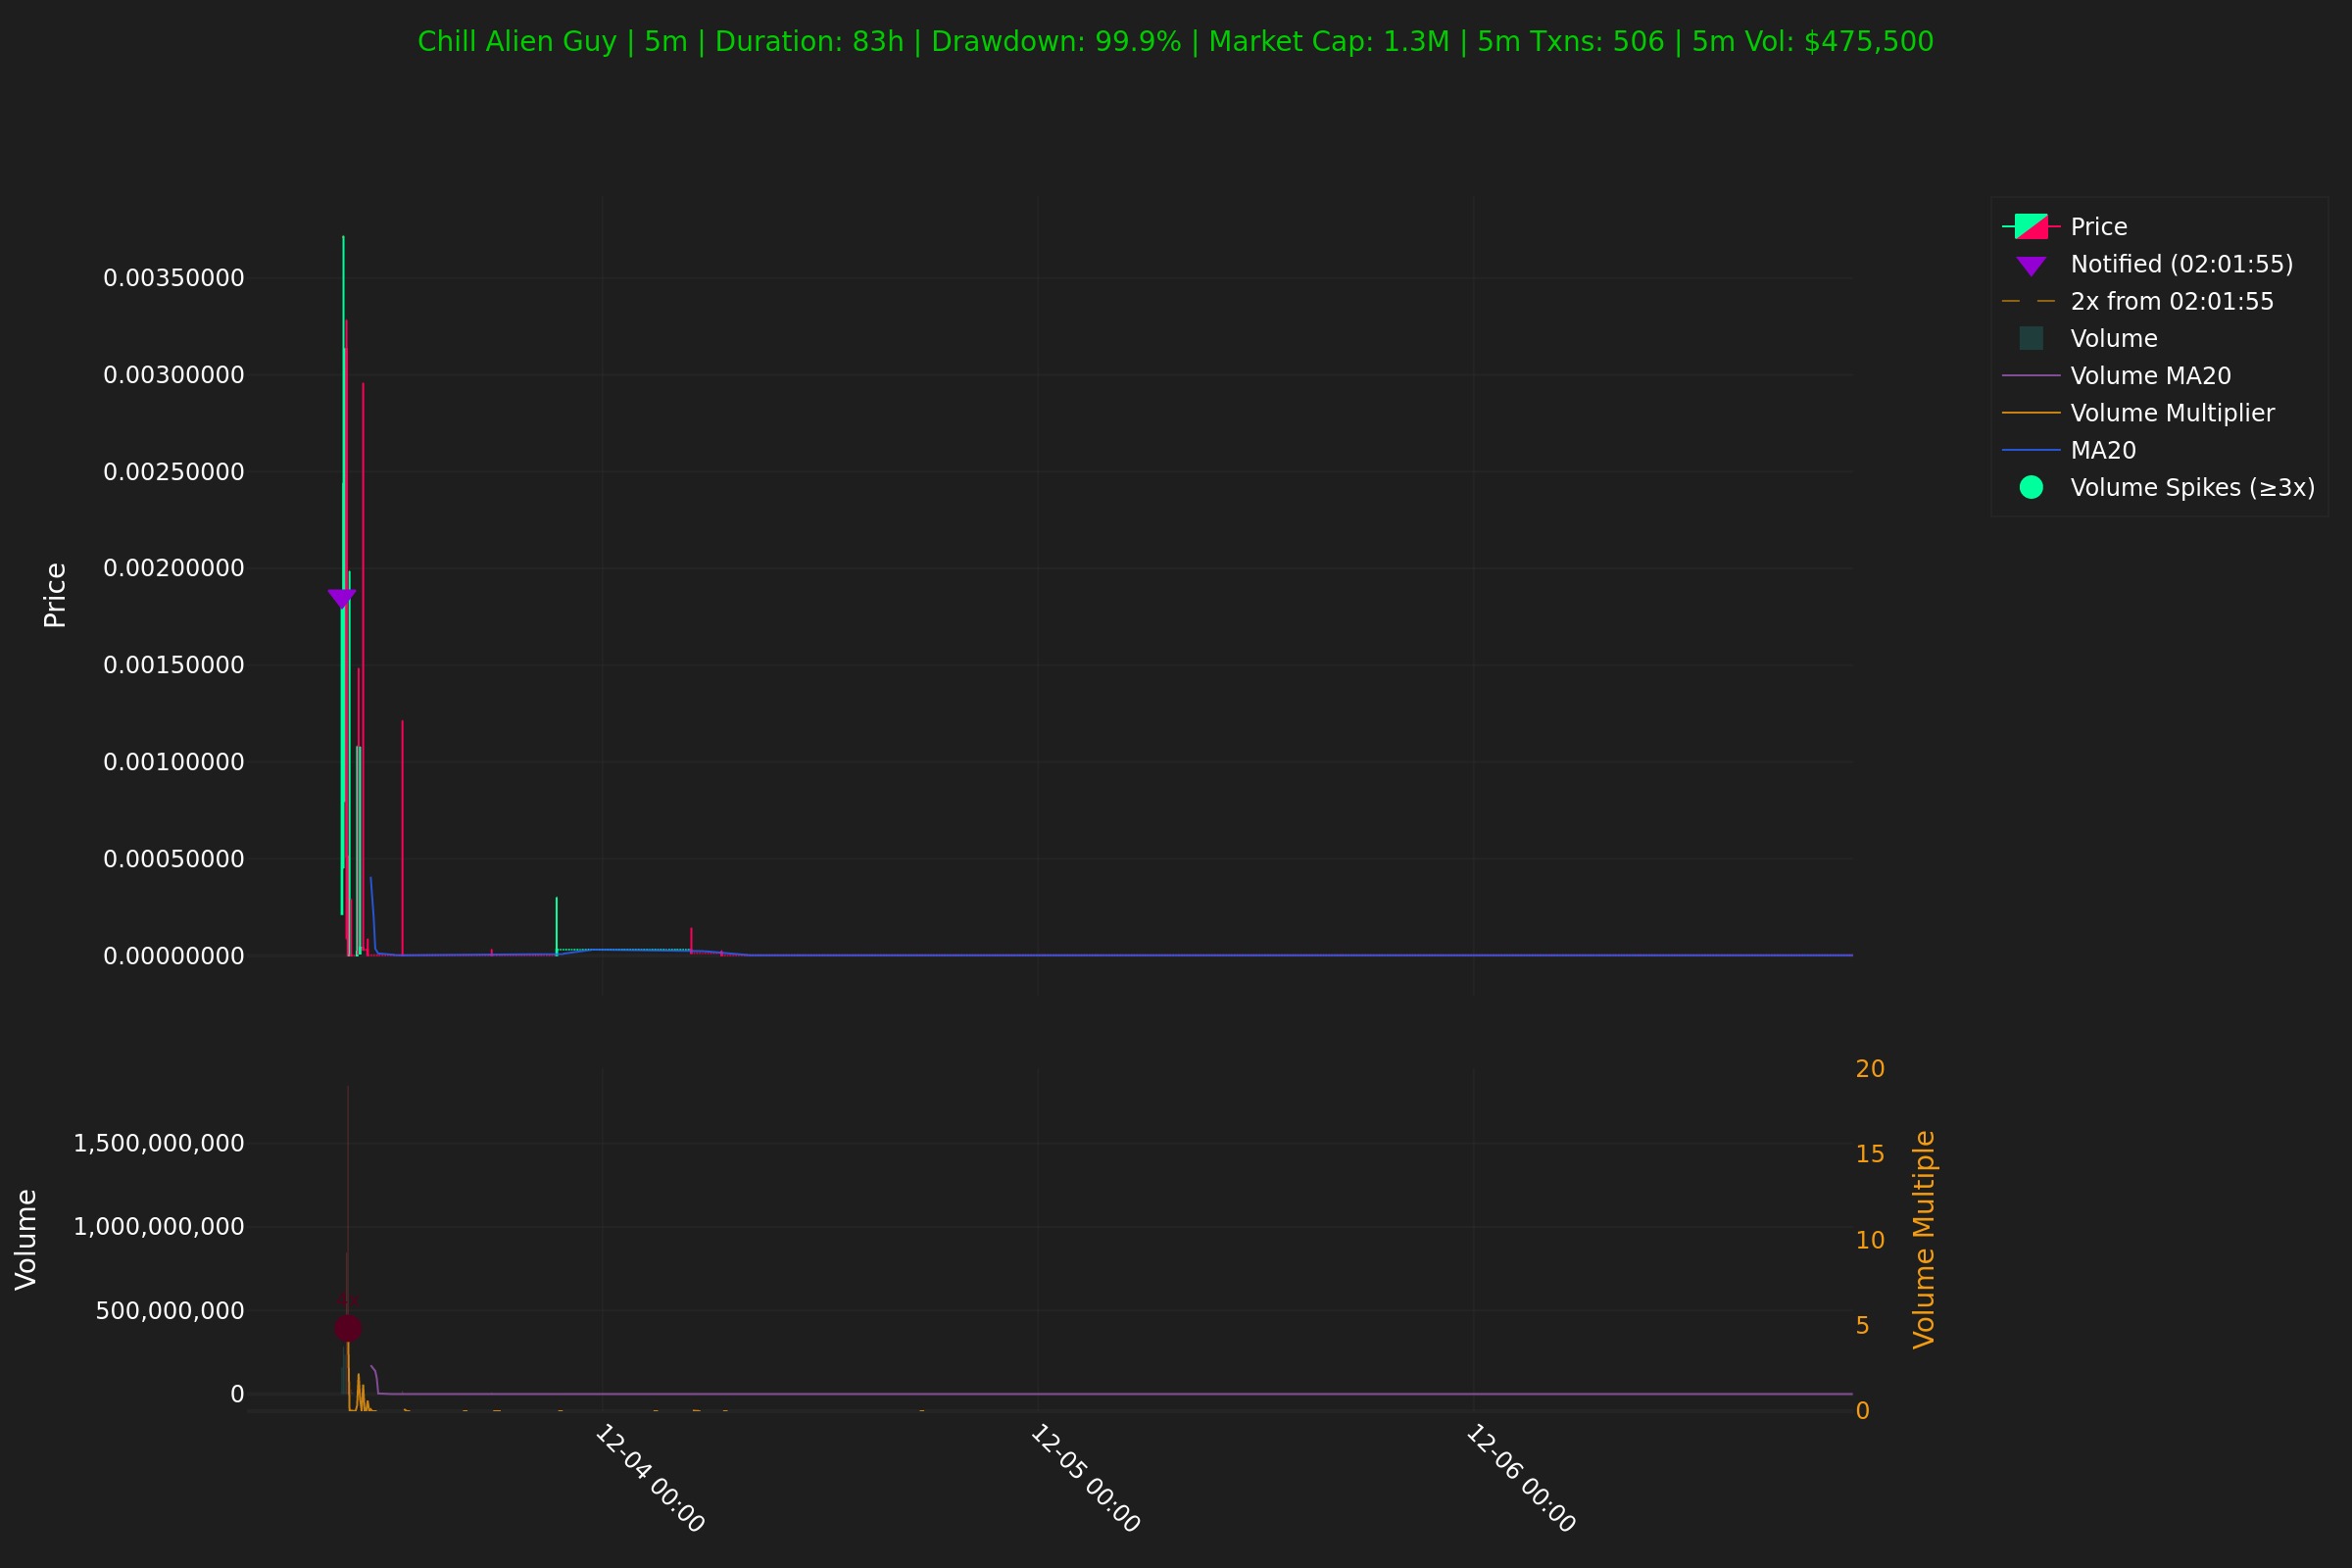 Chill Alien Guy | 5m | Duration: 83h | Drawdown: 99.9% | Market Cap: 1.3M | 5m Txns: 506 | 5m Vol: $475,500
Price
0.00350000
0.00300000
0.00250000
0.00200000
0.00150000
0.00100000
0.00050000
0.00000000
Price
Notified (02:01:55)
2x from 02:01:55
Volume
Volume MA20
Volume Multiplier
MA20
Volume Spikes (≥3x)
Volume
1,500,000,000
1,000,000,000
500,000,000
0
20
15
10
5
0
Volume Multiple
12-04 00:00
12-05 00:00
12-06 00:00